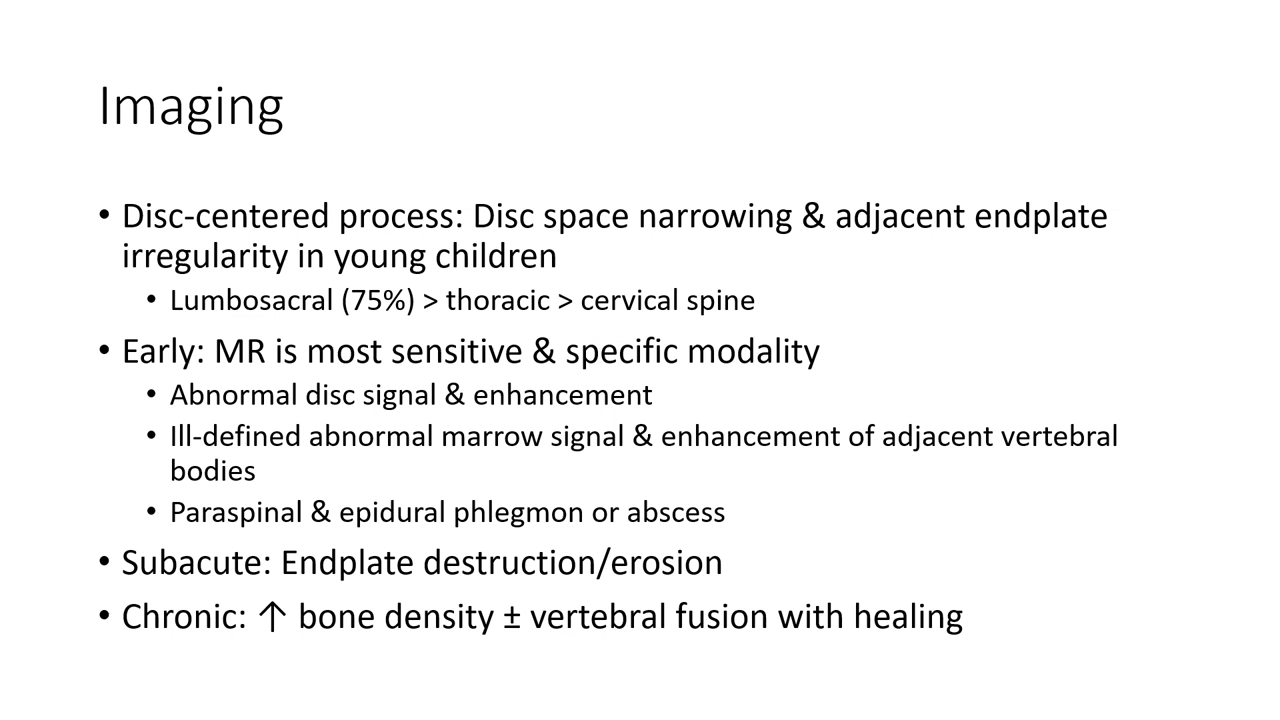 Imaging
• Disc-centered process: Disc space narrowing & adjacent endplate
irregularity in young children
• Lumbosacral (75%) > thoracic > cervical spine
• Early: MR is most sensitive & specific modality
• Abnormal disc signal & enhancement
• Ill-defined abnormal marrow signal & enhancement of adjacent vertebral
bodies
• Paraspinal & epidural phlegmon or abscess
• Subacute: Endplate destruction/erosion
• Chronic: ↑ bone density ± vertebral fusion with healing